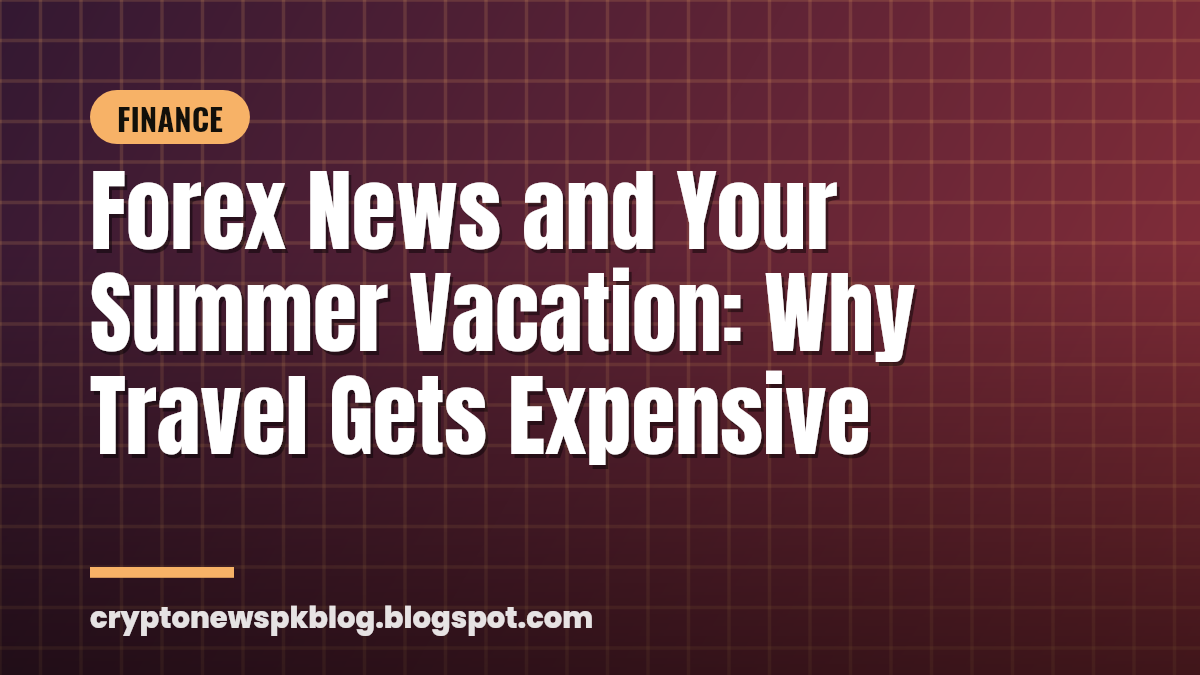 FINANCE
Forex News and Your
Summer Vacation: Why
Travel Gets Expensive
cryptonewspkblog.blogspot.com